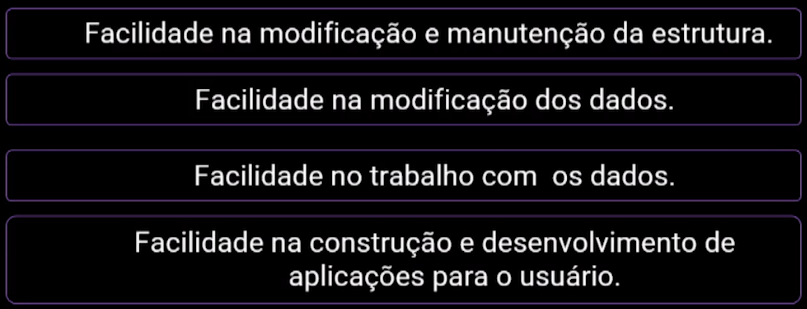 Facilidade na modificação e manutenção da estrutura.
Facilidade na modificação dos dados.
Facilidade no trabalho com  os dados.
Facilidade na construção e desenvolvimento de
aplicações para o usuário.